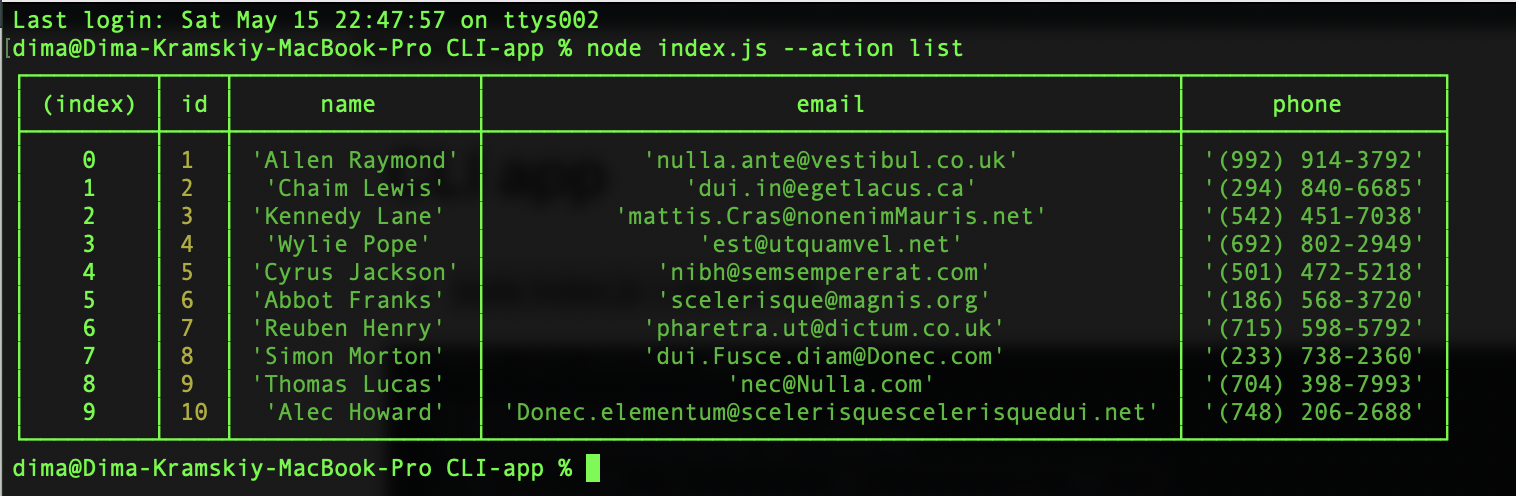 Last login: Sat May 15 22:47:57 on ttys002
[dima@Dima-Kramskiy-MacBook-Pro CLI-app % node index.js --action list
(index) id name email phone
0 1 'Allen Raymond' 'nulla.ante@vestibul.co.uk' '(992) 914-3792'
1 2 'Chaim Lewis' 'dui.in@egetlacus.ca' '(294) 840-6685'
2 3 'Kennedy Lane' 'mattis.Cras@nonenimMauris.net' '(542) 451-7038'
3 4 'Wylie Pope' 'est@utquamvel.net' '(692) 802-2949'
4 5 'Cyrus Jackson' 'nibh@semsempererat.com' '(501) 472-5218'
5 6 'Abbot Franks' 'scelerisque@magnis.org' '(186) 568-3720'
6 7 'Reuben Henry' 'pharetra.ut@dictum.co.uk' '(715) 598-5792'
7 8 'Simon Morton' 'dui.Fusce.diam@Donec.com' '(233) 738-2360'
8 9 'Thomas Lucas' 'nec@Nulla.com' '(704) 398-7993'
9 10 'Alec Howard' 'Donec.elementum@scelerisquescelerisquedui.net' '(748) 206-2688'
dima@Dima-Kramskiy-MacBook-Pro CLI-app %